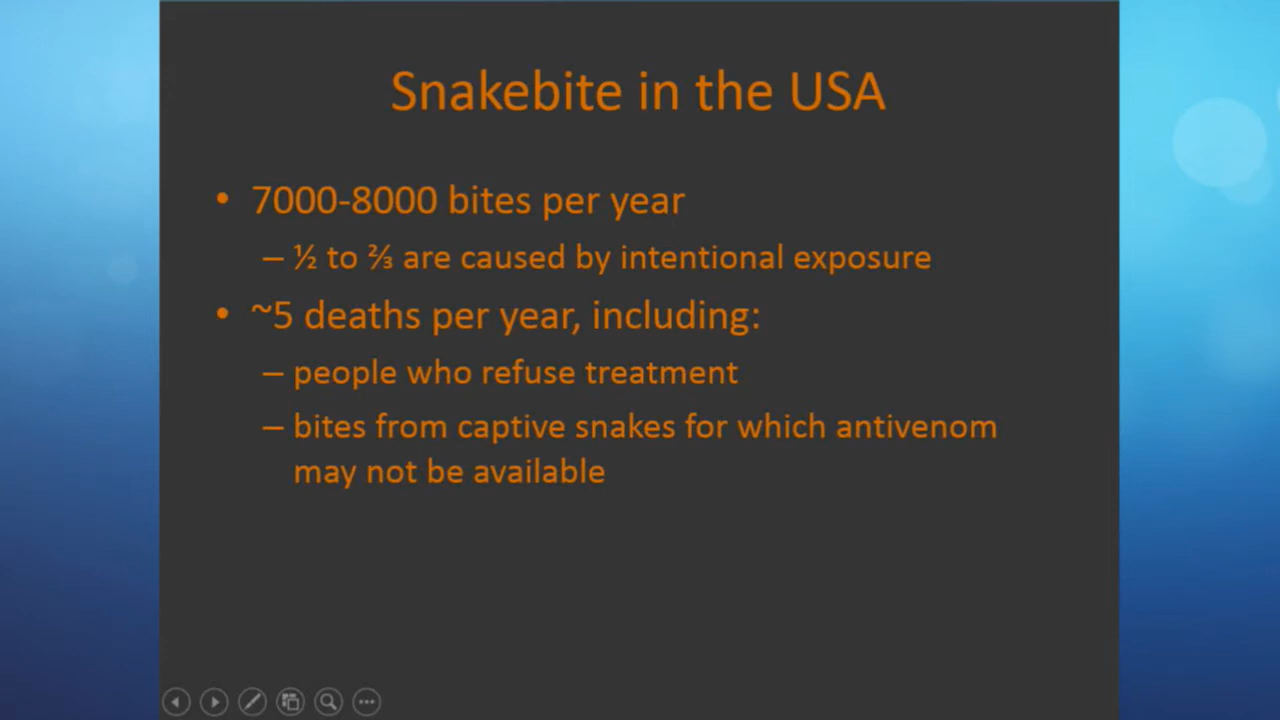 Snakebite in the USA
• 7000-8000 bites per year
– ½ to ⅔ are caused by intentional exposure
• ~5 deaths per year, including:
– people who refuse treatment
– bites from captive snakes for which antivenom
may not be available